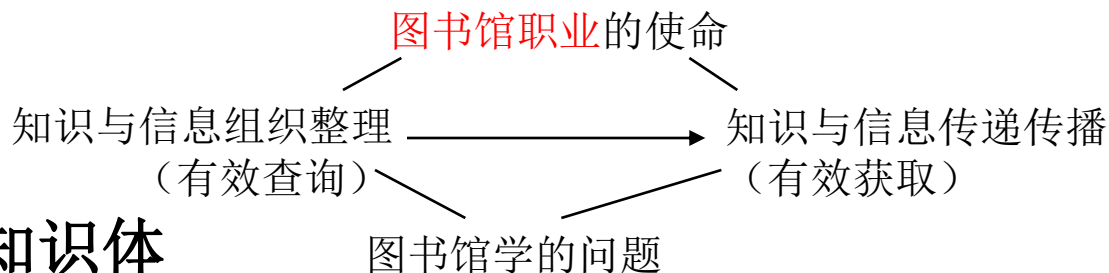 图书馆职业的使命
知识与信息组织整理
知识与信息传递传播
（有效查询）
（有效获取）
知识体
图书馆学的问题